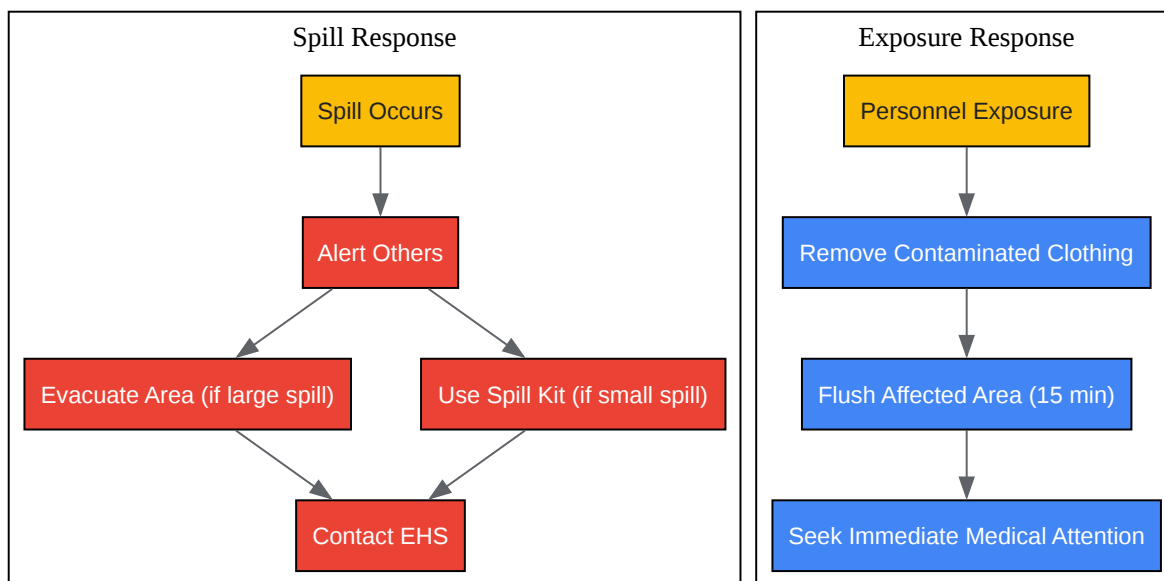 Spill Response
Spill Occurs
Alert Others
Evacuate Area (if large spill)
Use Spill Kit (if small spill)
Contact EHS
Exposure Response
Personnel Exposure
Remove Contaminated Clothing
Flush Affected Area (15 min)
Seek Immediate Medical Attention